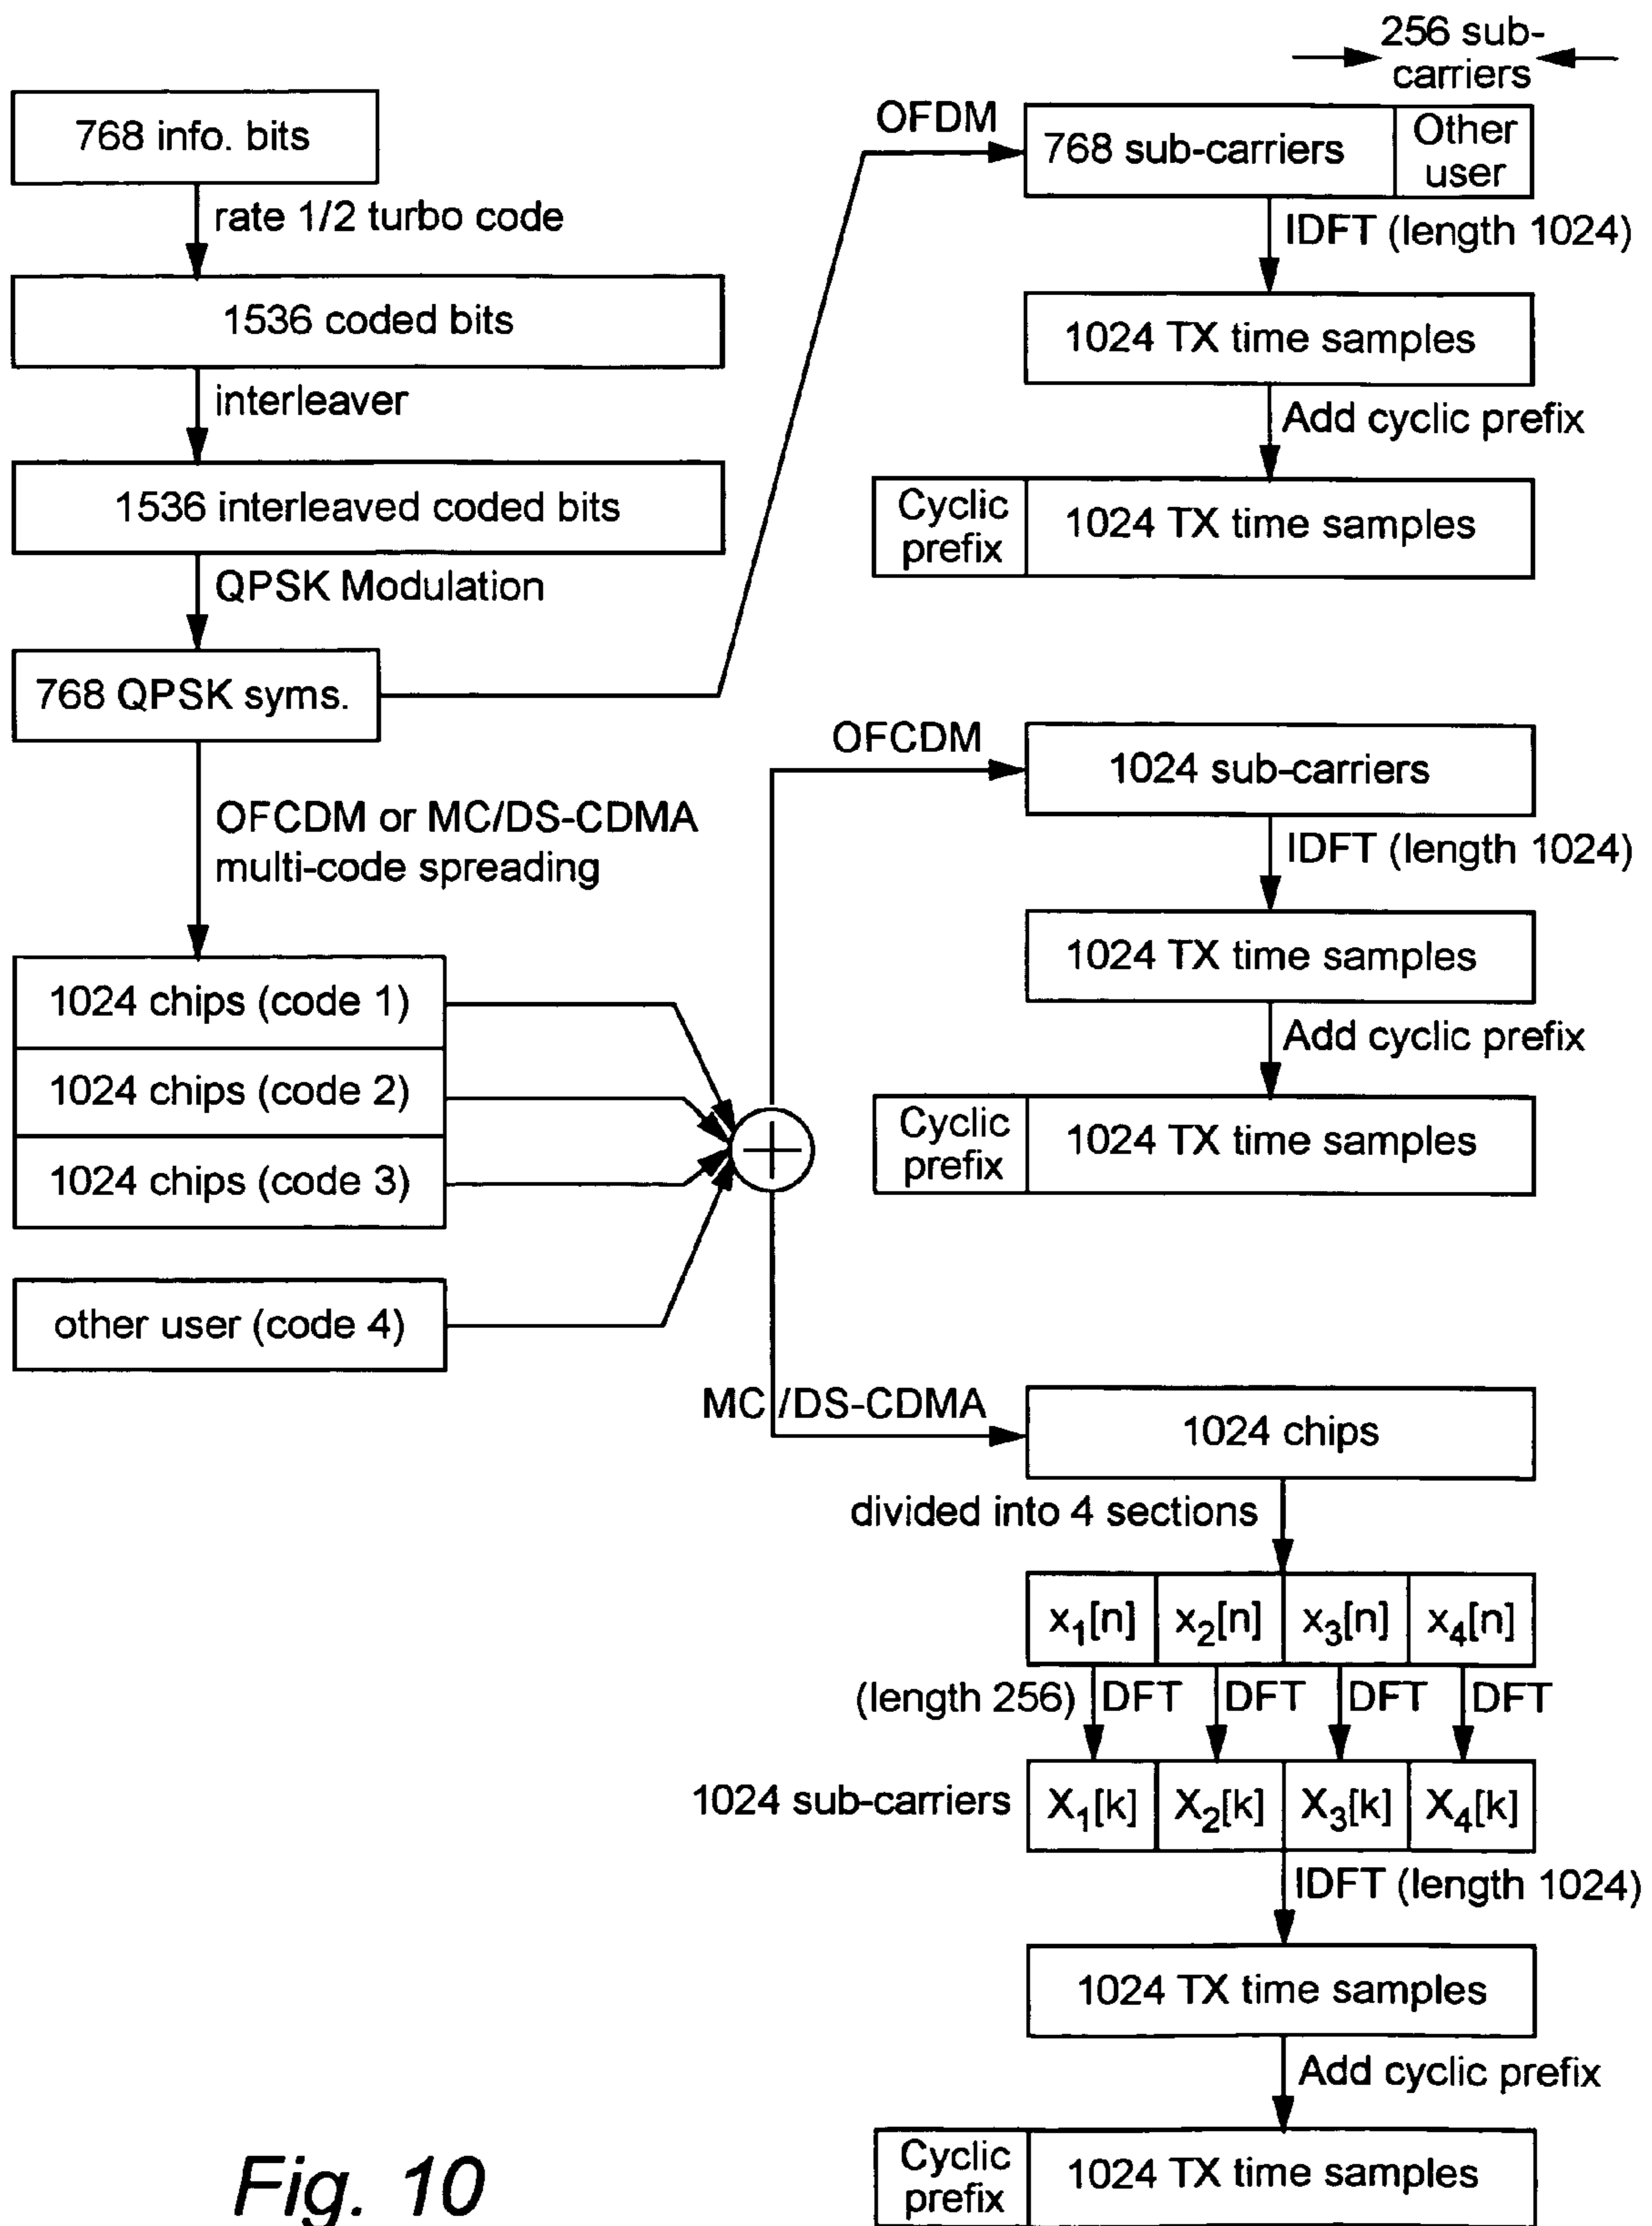 768 info. bits
rate 1/2 turbo code
1536 coded bits
interleaver
1536 interleaved coded bits
QPSK Modulation
768 QPSK syms.
OFCDM or MC/DS-CDMA
multi-code spreading
1024 chips (code 1)
1024 chips (code 2)
1024 chips (code 3)
other user (code 4)
256 sub-
carriers
OFDM
768 sub-carriers
Other
user
IDFT (length 1024)
1024 TX time samples
Add cyclic prefix
Cyclic
prefix
1024 TX time samples
OFCDM
1024 sub-carriers
IDFT (length 1024)
1024 TX time samples
Add cyclic prefix
Cyclic
prefix
1024 TX time samples
MC/DS-CDMA
1024 chips
divided into 4 sections
x₁[n] x₂[n] x₃[n] x₄[n]
(length 256) DFT DFT DFT DFT
1024 sub-carriers X₁[k] X₂[k] X₃[k] X₄[k]
IDFT (length 1024)
1024 TX time samples
Add cyclic prefix
Cyclic
prefix
1024 TX time samples
Fig. 10